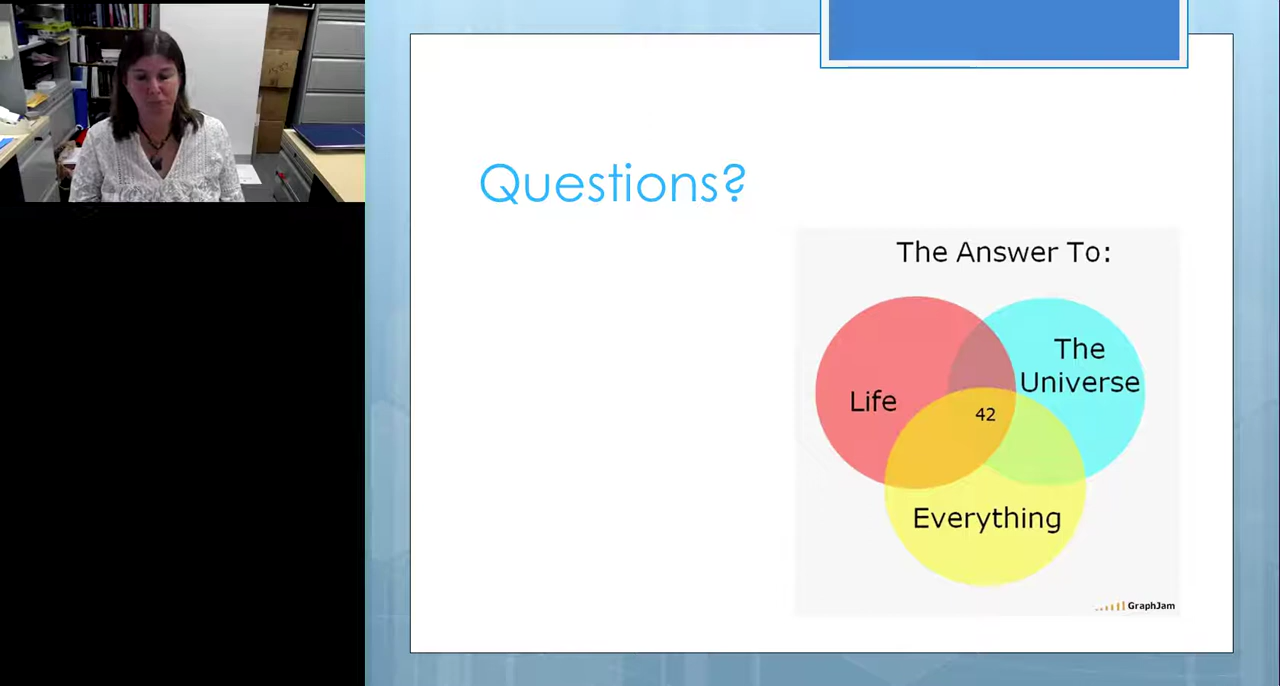 Questions?
The Answer To:
Life
The
Universe
42
Everything
GraphJam